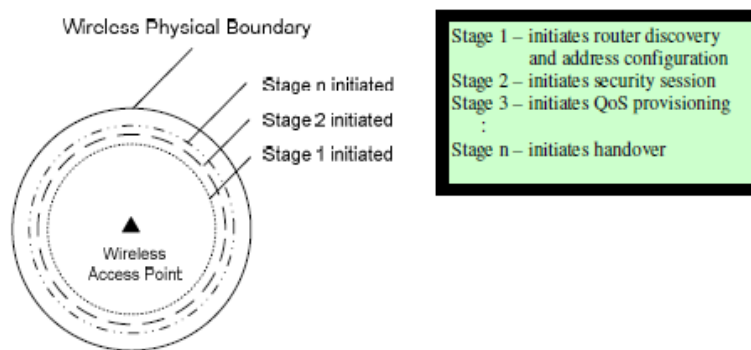 Wireless Physical Boundary
Stage n initiated
Stage 2 initiated
Stage 1 initiated
Wireless
Access Point
Stage 1 – initiates router discovery
and address configuration
Stage 2 – initiates security session
Stage 3 – initiates QoS provisioning
:
Stage n – initiates handover